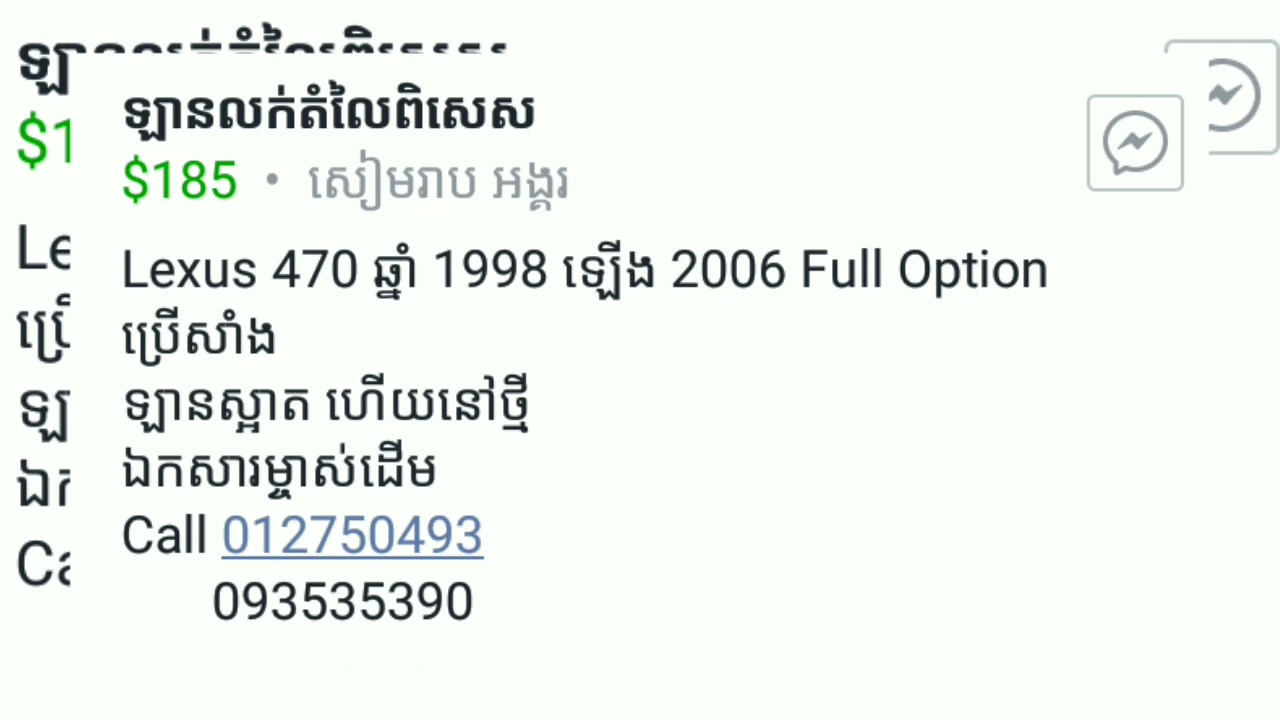 ឡានលក់តំលៃពិសេស
$185 • សៀមរាប អង្គរ
Lexus 470 ឆ្នាំ 1998 ឡើង 2006 Full Option
ប្រើសាំង
ឡានស្អាត ហើយនៅថ្មី
ឯកសារម្ចាស់ដើម
Call 012750493
093535390